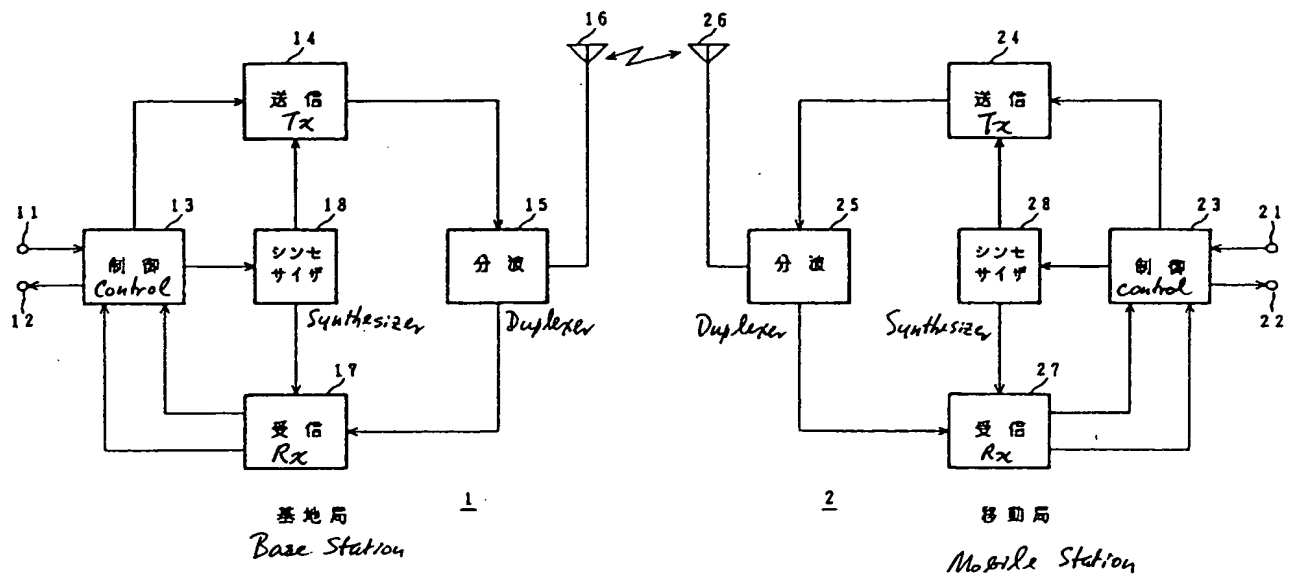 16
26
14
24
送信
Tx
送信
Tx
11
13
18
15
25
28
23
21
制御
Control
シンセ
サイザ
分波
分波
シンセ
サイザ
制御
control
12
Synthesizer
Duplexer
Duplexer
Synthesizer
22
17
27
受信
Rx
受信
Rx
1
2
基地局
Base Station
移動局
Mobile Station